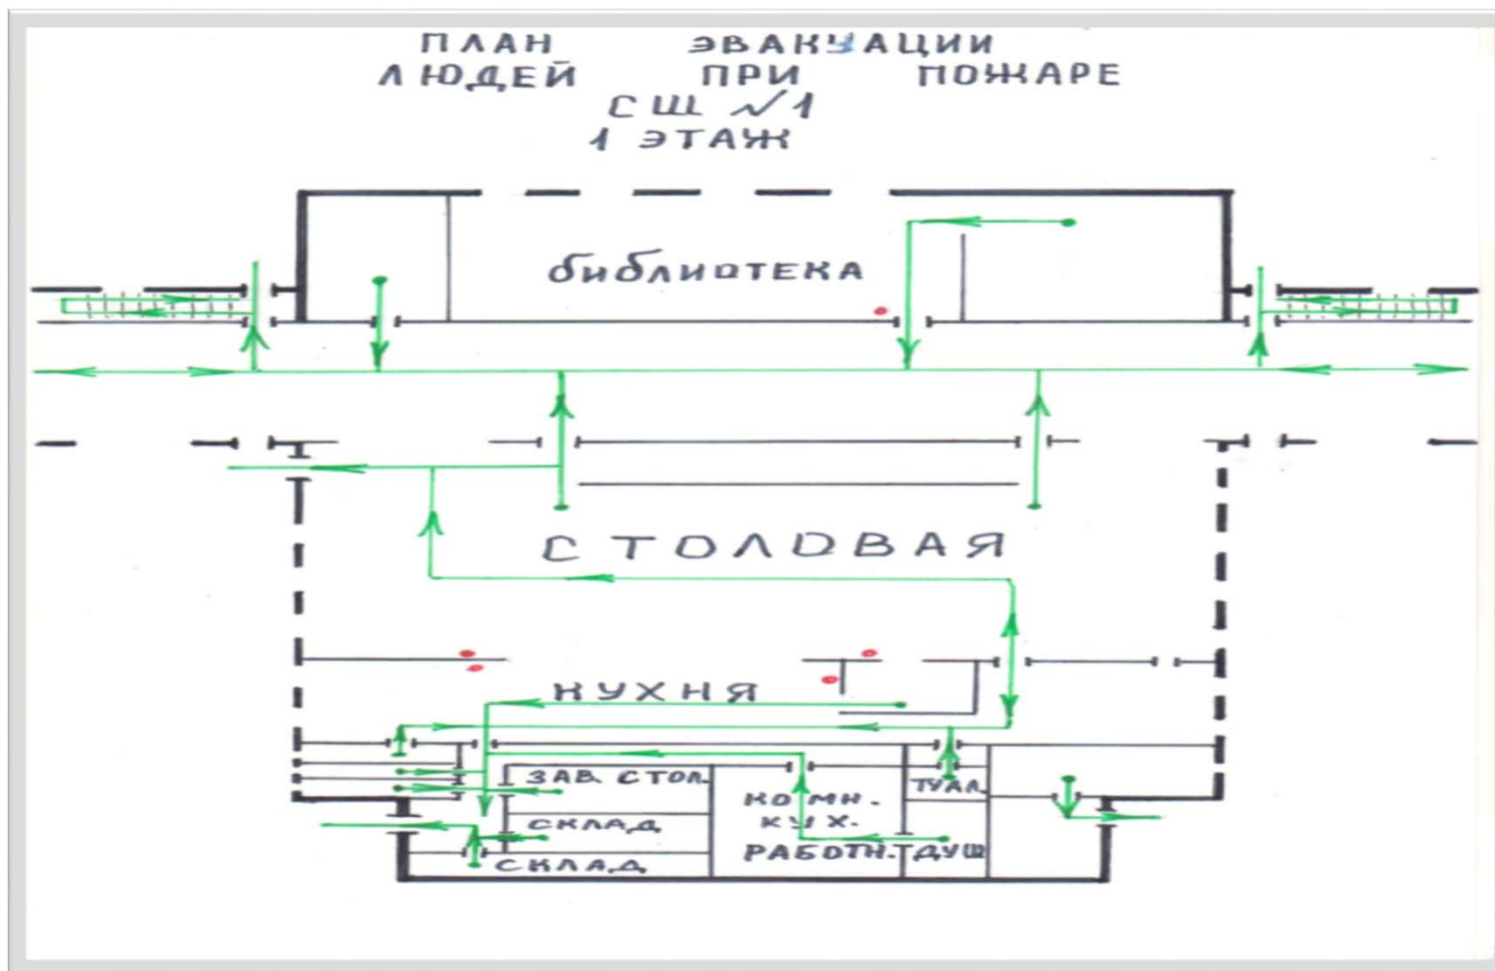 ПЛАН ЭВАКУАЦИИ
ЛЮДЕЙ ПРИ ПОЖАРЕ
СШ №1
1 ЭТАЖ
библиотека
СТОЛОВАЯ
КУХНЯ
ЗАВ. СТОЛ.
СКЛАД
СКЛАД
КОМН.
КУХ.
РАБОТН.
ТУАЛ.
ДУШ